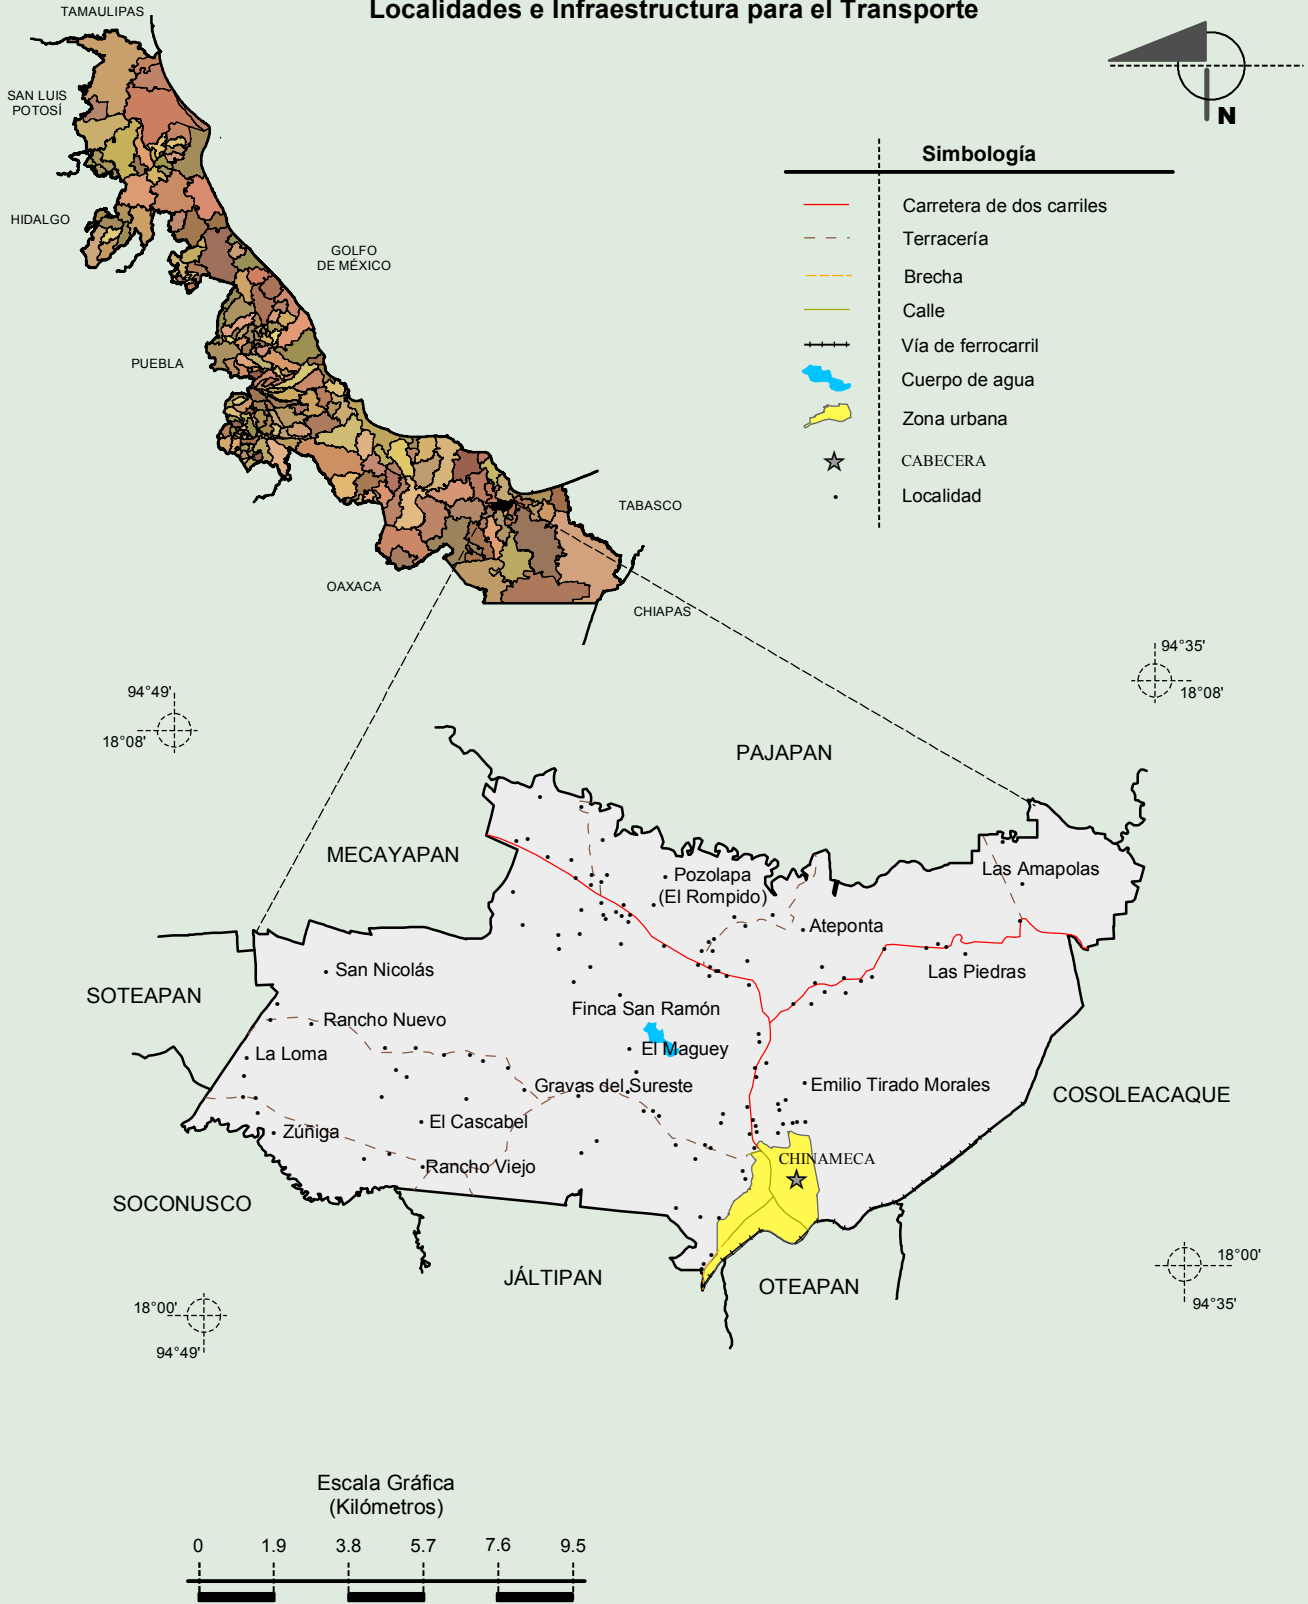 Localidades e Infraestructura para el Transporte
TAMAULIPAS
SAN LUIS
POTOSÍ
HIDALGO
GOLFO
DE MÉXICO
PUEBLA
TABASCO
OAXACA
CHIAPAS
N
Simbología
Carretera de dos carriles
Terracería
Brecha
Calle
Vía de ferrocarril
Cuerpo de agua
Zona urbana
CABECERA
Localidad
94°35'
18°08'
94°49'
18°08'
PAJAPAN
MECAYAPAN
Las Amapolas
Pozolapa
(El Rompido)
Ateponta
San Nicolás
Las Piedras
SOTEAPAN
Finca San Ramón
Rancho Nuevo
El Maguey
La Loma
Gravas del Sureste
Emilio Tirado Morales
COSOLEACAQUE
El Cascabel
Zúñiga
CHINAMECA
Rancho Viejo
SOCONUSCO
JÁLTIPAN
OTEAPAN
18°00'
94°35'
18°00'
94°49'
Escala Gráfica
(Kilómetros)
0 1.9 3.8 5.7 7.6 9.5